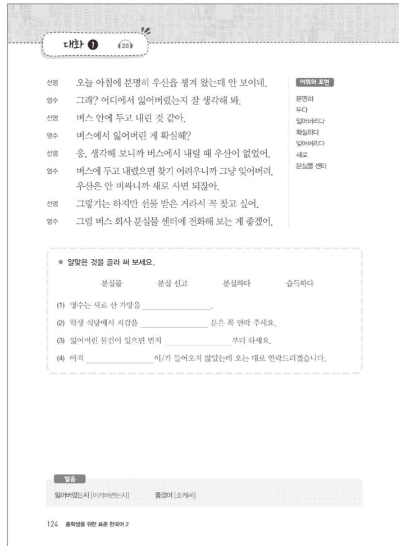 대화 1 28
선영 오늘 아침에 분명히 우산을 챙겨 왔는데 안 보이네.
영수 그래? 어디에서 잃어버렸는지 잘 생각해 봐.
선영 버스 안에 두고 내린 것 같아.
영수 버스에서 잃어버린 게 확실해?
선영 응, 생각해 보니까 버스에서 내릴 때 우산이 없었어.
영수 버스에 두고 내렸으면 찾기 어려우니까 그냥 잊어버려.
우산은 안 비싸니까 새로 사면 되잖아.
선영 그렇기는 하지만 선물 받은 거라서 꼭 찾고 싶어.
영수 그럼 버스 회사 분실물 센터에 전화해 보는 게 좋겠어.
어휘와 표현
분명히
두다
잃어버리다
확실하다
잊어버리다
새로
분실물 센터
알맞은 것을 골라 써 보세요.
분실물 분실 신고 분실하다 습득하다
(1) 영수는 새로 산 가방을
(2) 학생 식당에서 지갑을 분은 꼭 연락 주세요.
(3) 잃어버린 물건이 있으면 먼저 부터 하세요.
(4) 아직 이/가 들어오지 않았는데 오는 대로 연락드리겠습니다.
발음
잃어버렸는지 [이러버련는지] 좋겠어 [조케써]
124 중학생을 위한 표준 한국어 2